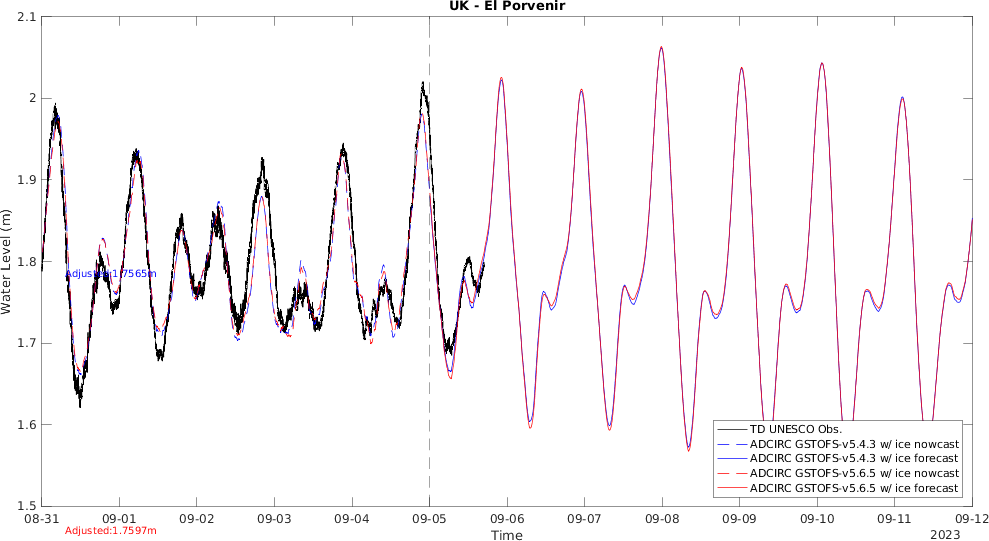 UK - El Porvenir
2.1
2
1.9
1.8
1.7
1.6
1.5
Water Level (m)
Adjusted:1.7565m
TD UNESCO Obs.
ADCIRC GSTOFS-v5.4.3 w/ ice nowcast
ADCIRC GSTOFS-v5.4.3 w/ ice forecast
ADCIRC GSTOFS-v5.6.5 w/ ice nowcast
ADCIRC GSTOFS-v5.6.5 w/ ice forecast
08-31 09-01 09-02 09-03 09-04 09-05 09-06 09-07 09-08 09-09 09-10 09-11 09-12
Adjusted:1.7597m
Time
2023